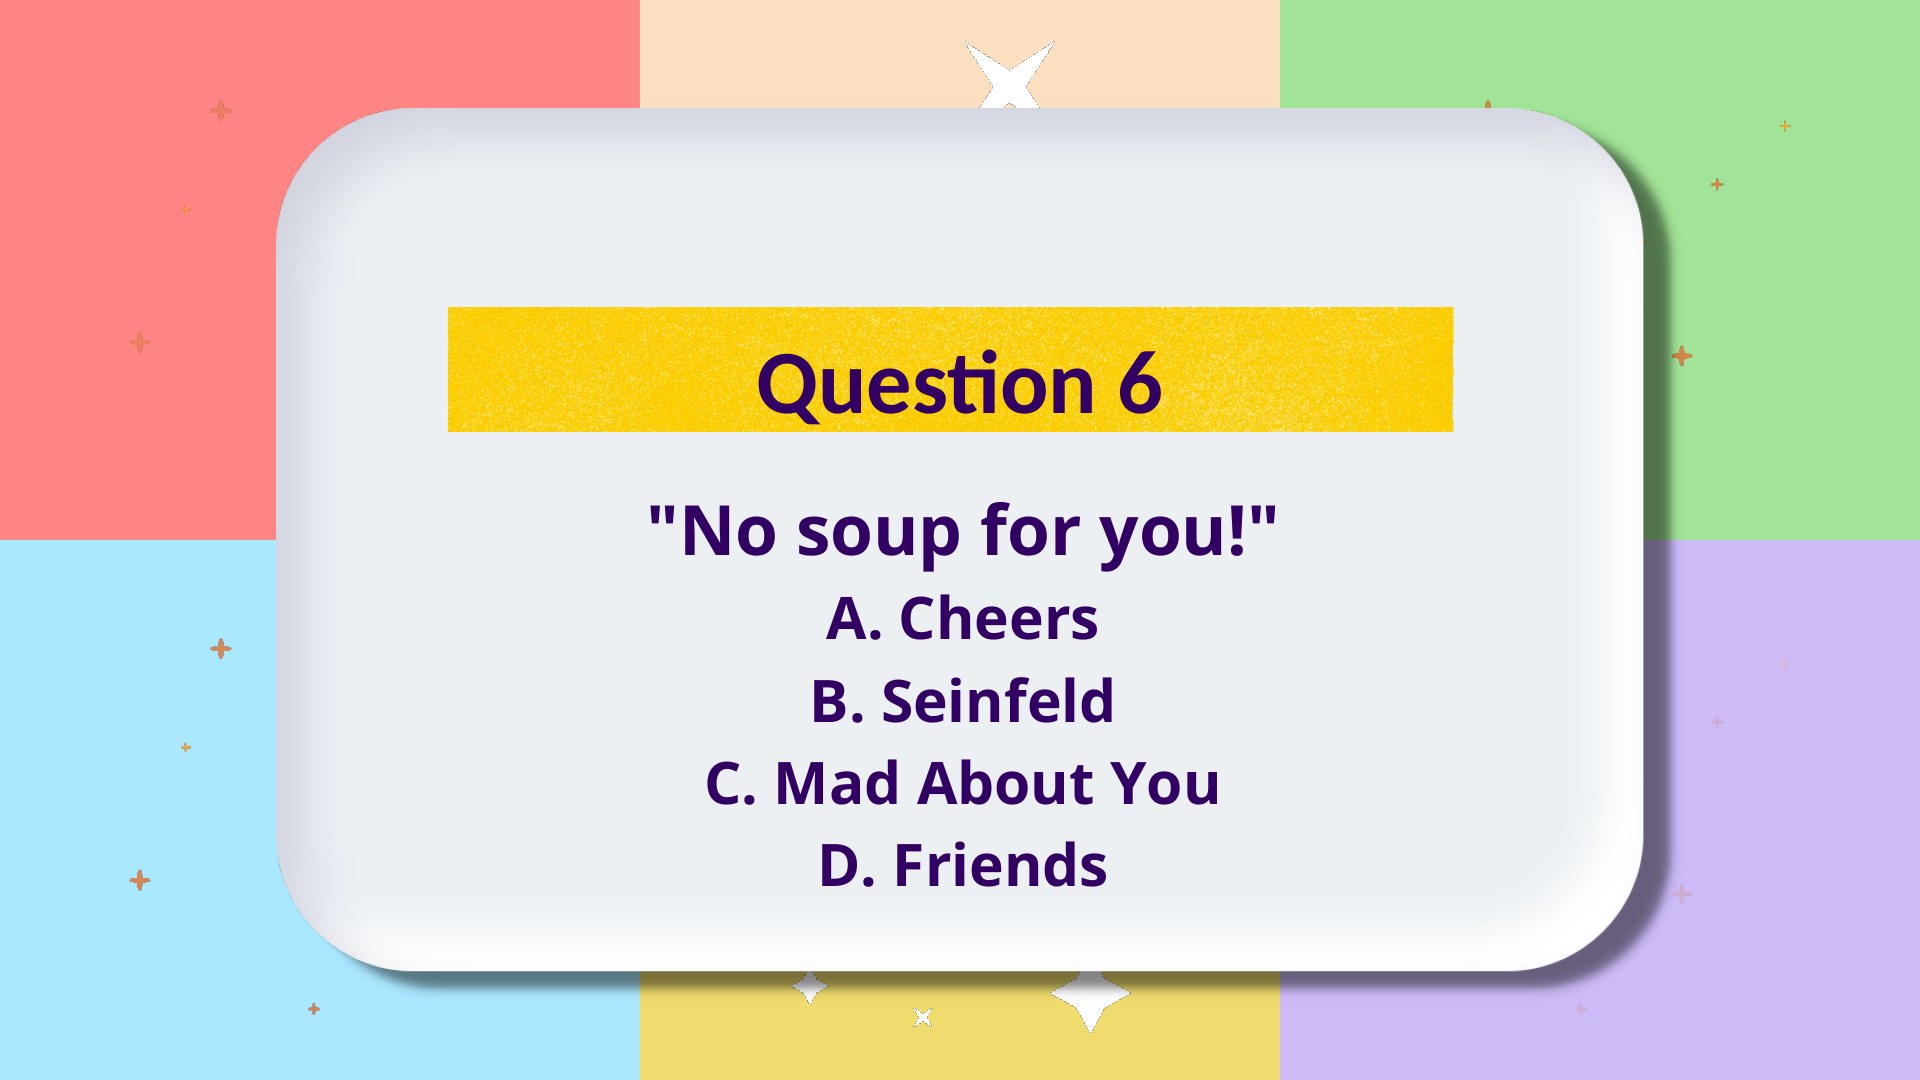 Question 6
"No soup for you!"
A. Cheers
B. Seinfeld
C. Mad About You
D. Friends